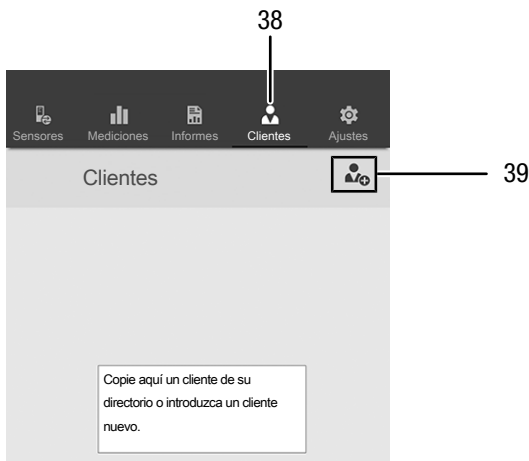 38
Sensores Mediciones Informes Clientes Ajustes
Clientes
39
Copie aquí un cliente de su
directorio o introduzca un cliente
nuevo.